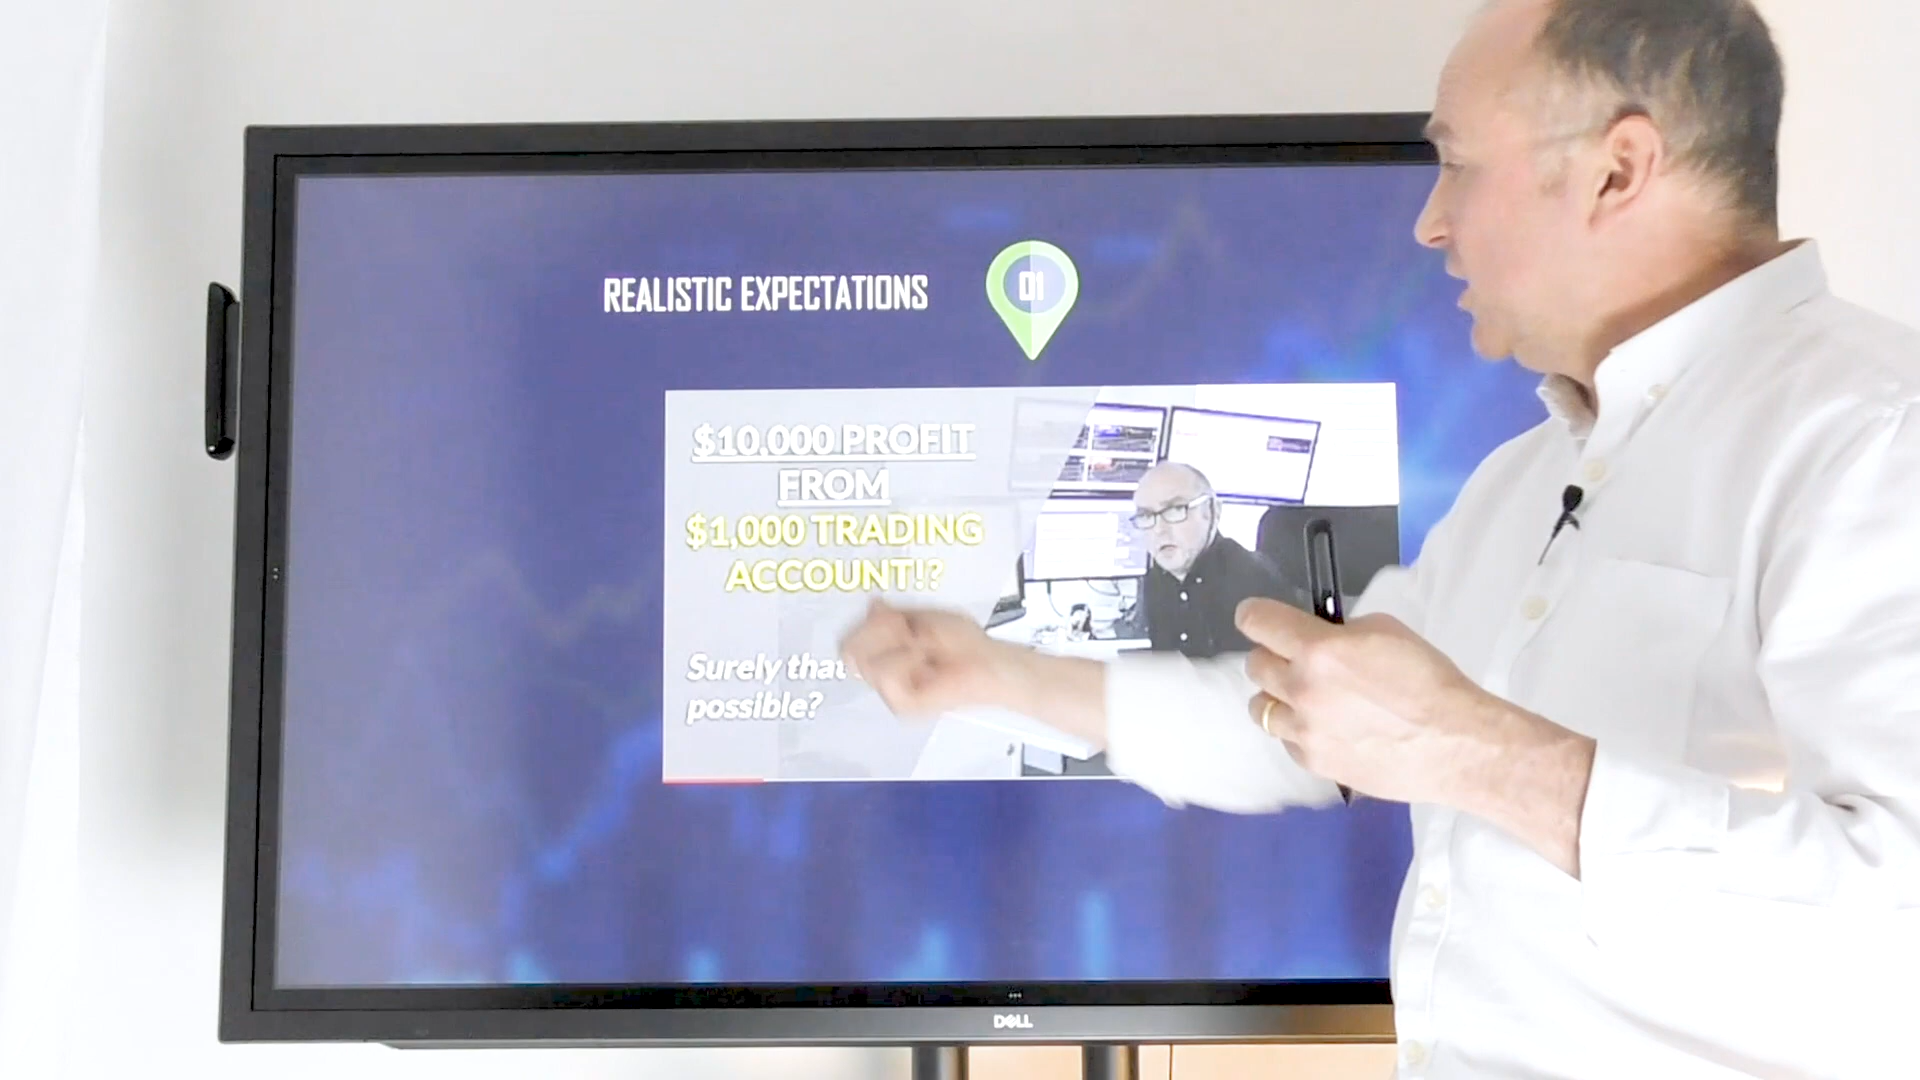 REALISTIC EXPECTATIONS
01
$10,000 PROFIT
FROM
$1,000 TRADING
ACCOUNT!?
Surely that
possible?
DELL